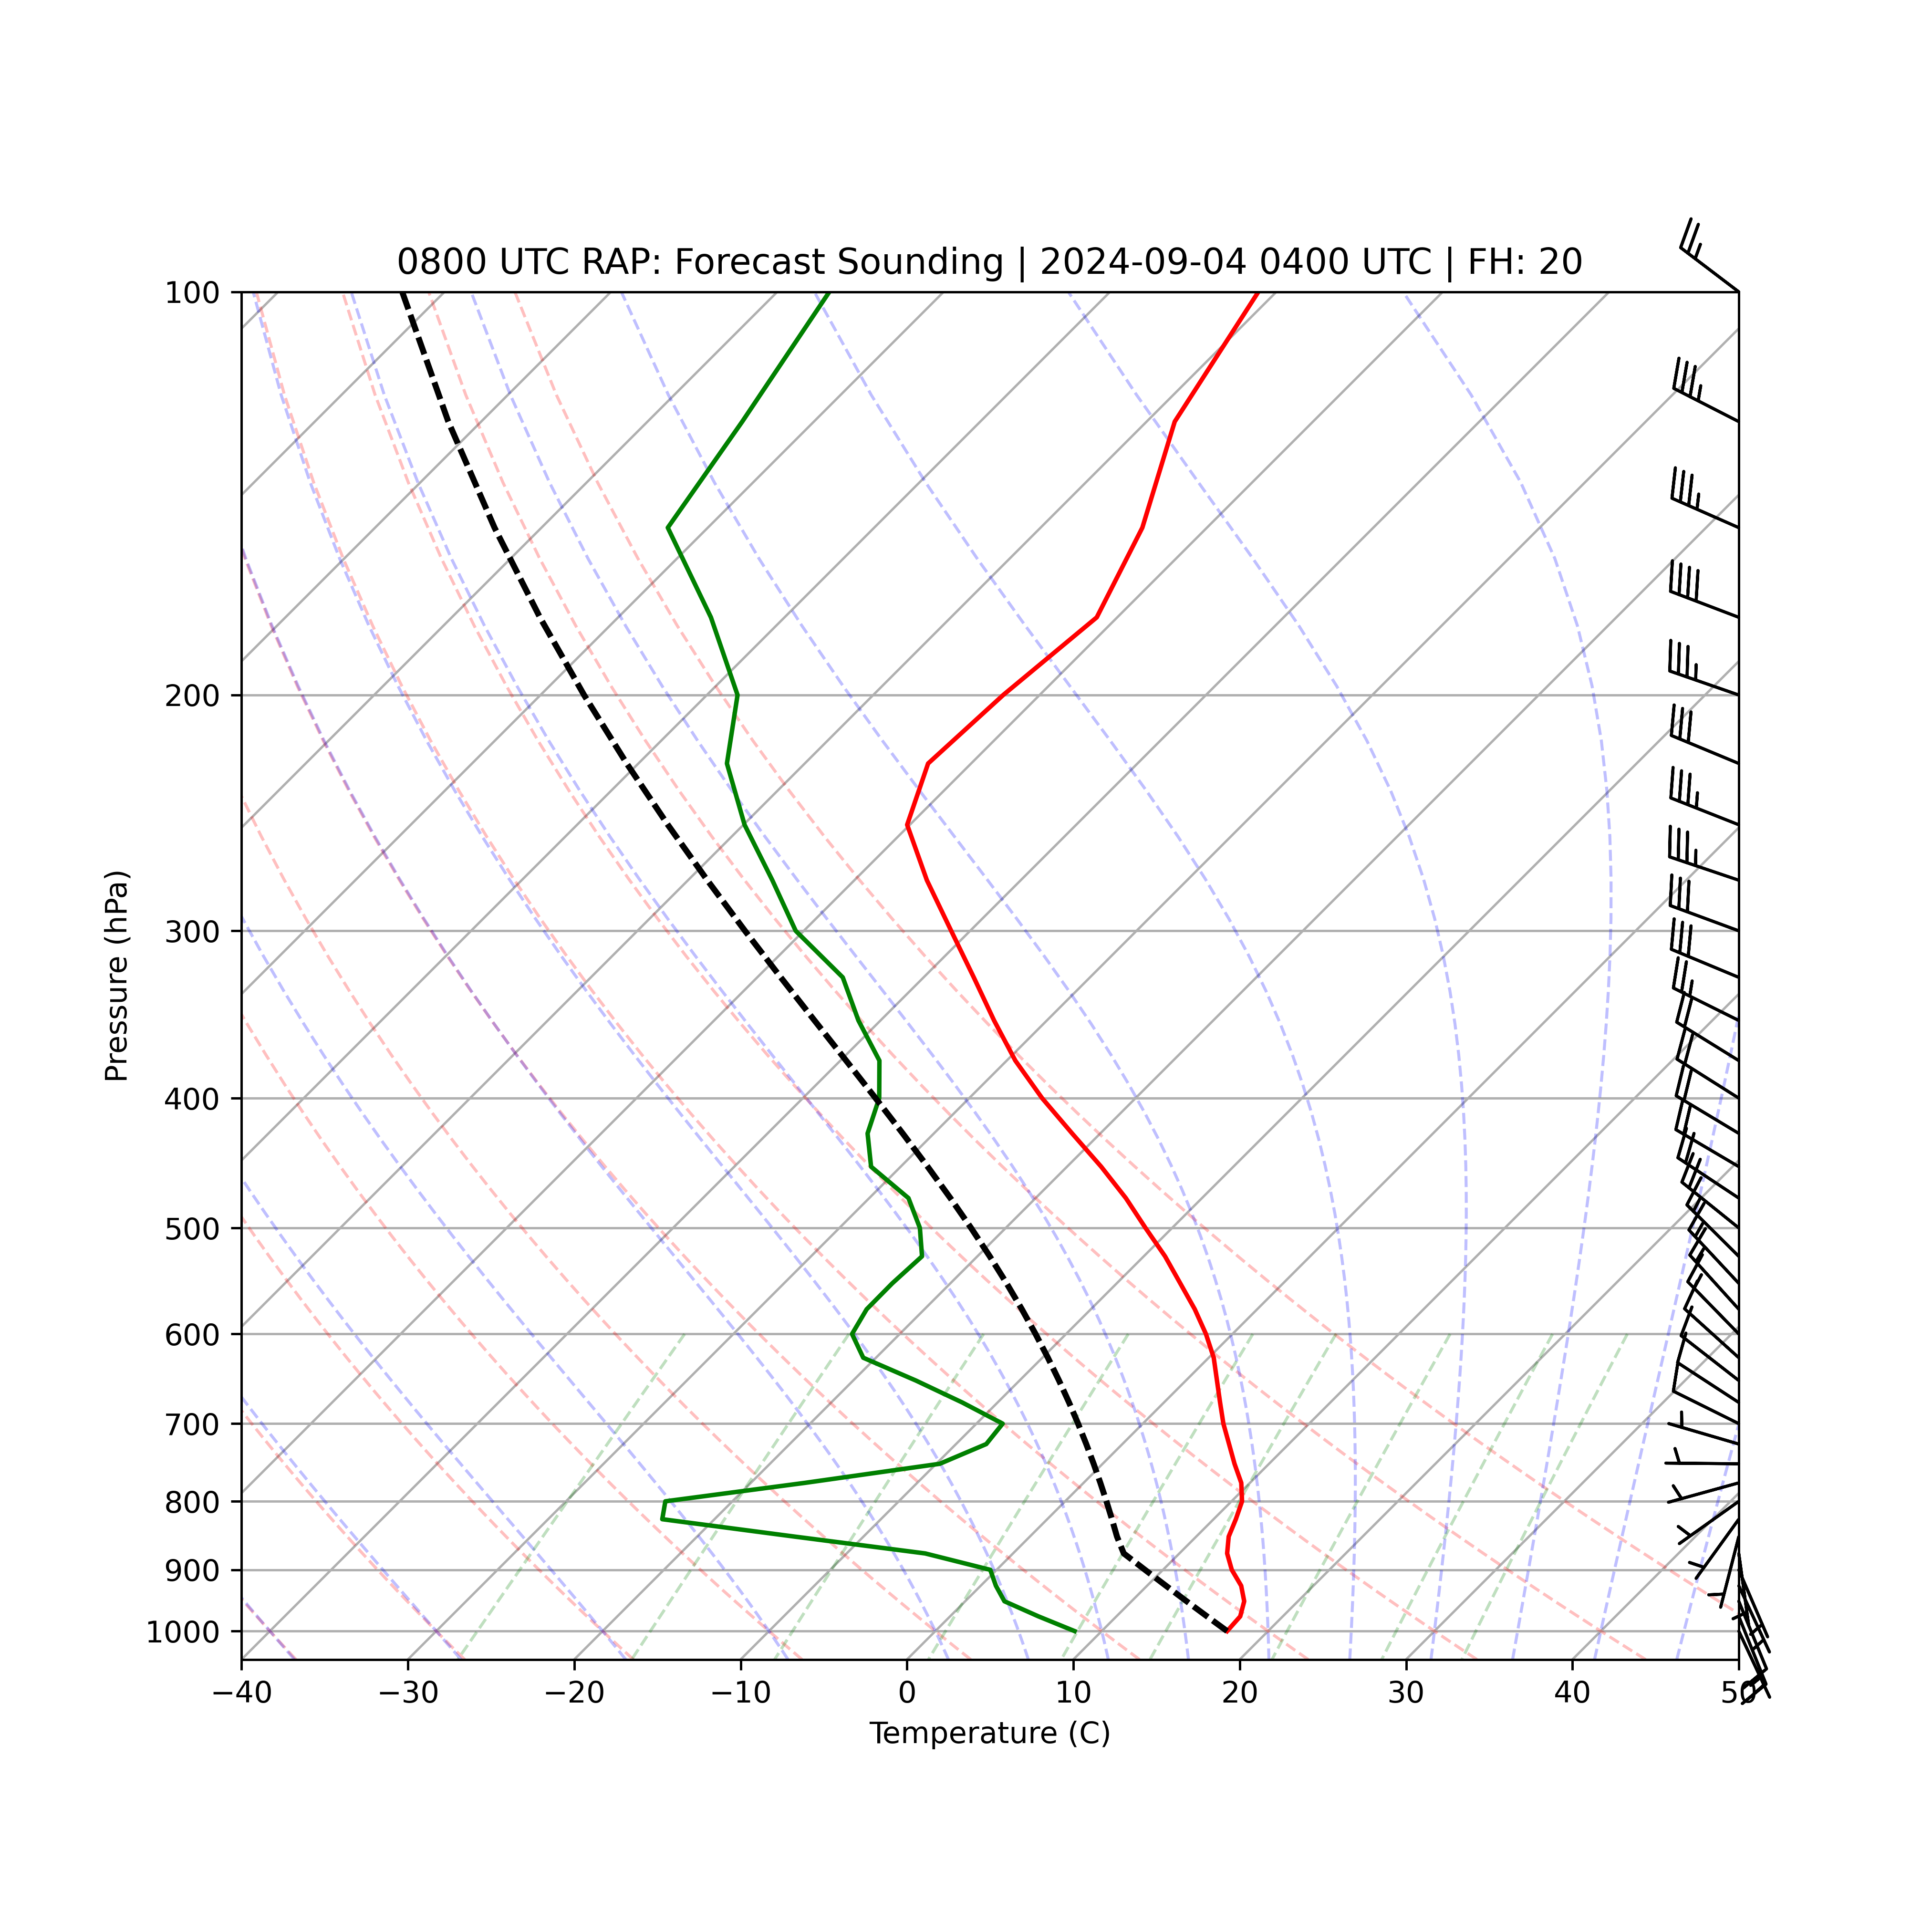 0800 UTC RAP: Forecast Sounding | 2024-09-04 0400 UTC | FH: 20
100
200
300
400
500
600
700
800
900
1000
Pressure (hPa)
−40 −30 −20 −10 0 10 20 30 40 50
Temperature (C)